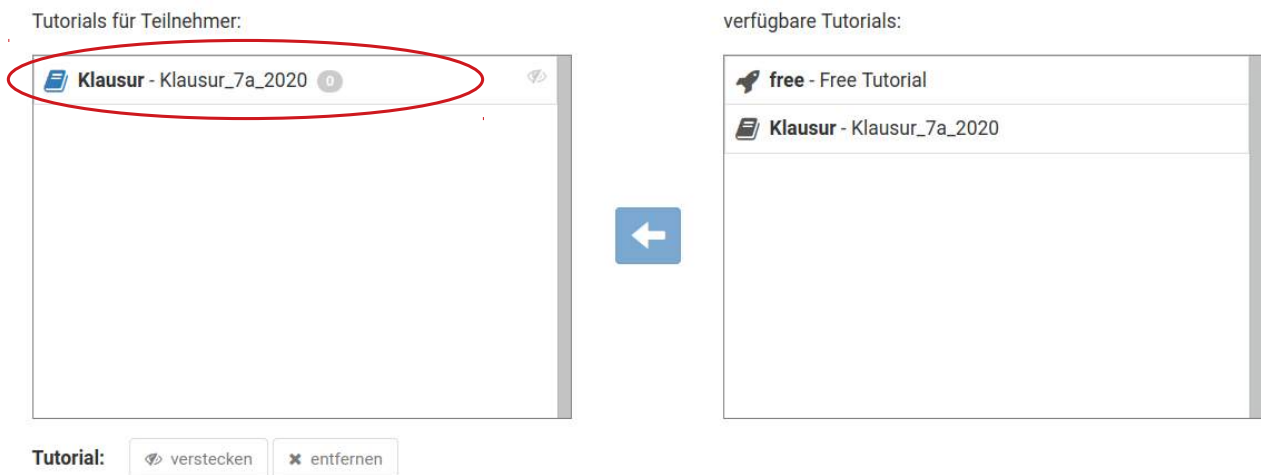 Tutorials für Teilnehmer:
Klausur - Klausur_7a_2020 0
verfügbare Tutorials:
free - Free Tutorial
Klausur - Klausur_7a_2020
Tutorial: verstecken entfernen